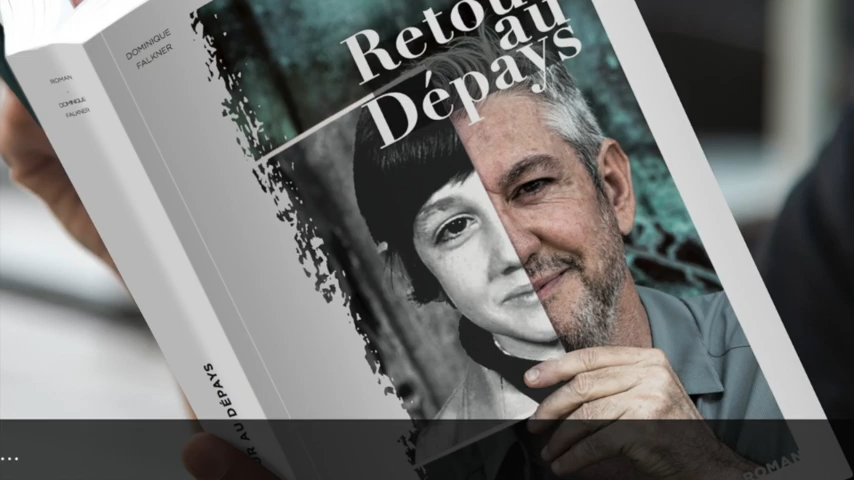 DOMINIQUE
FALKNER
ROMAN
DOMINIQUE
FALKNER
Retour
au
Dépays
UR AU DÉPAYS
ROMAN
...